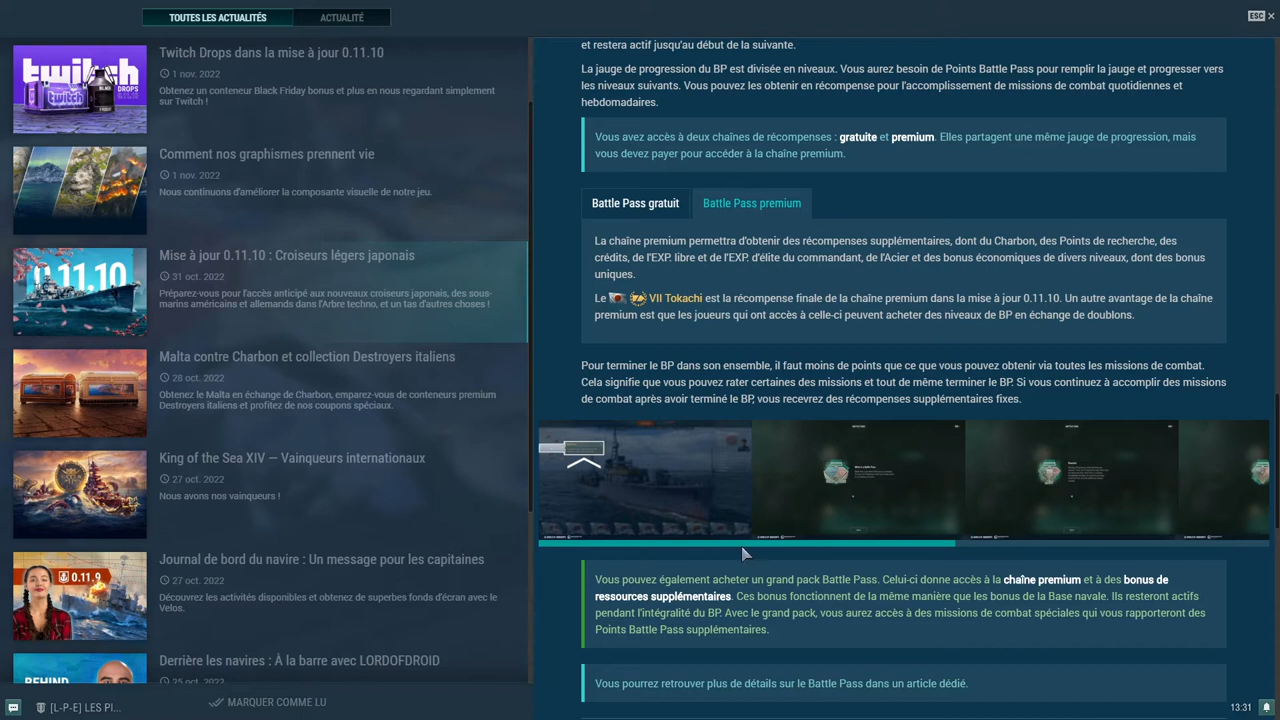 TOUTES LES ACTUALITÉS
ACTUALITÉ
ESC
twitch
DROPS
Twitch Drops dans la mise à jour 0.11.10
1 nov. 2022
Obtenez un conteneur Black Friday bonus et plus en nous regardant simplement
sur Twitch !
Comment nos graphismes prennent vie
1 nov. 2022
Nous continuons d'améliorer la composante visuelle de notre jeu.
0.11.10
Mise à jour 0.11.10 : Croiseurs légers japonais
31 oct. 2022
Préparez-vous pour l'accès anticipé aux nouveaux croiseurs japonais, des sous-
marins américains et allemands dans l'Arbre techno, et un tas d'autres choses !
Malta contre Charbon et collection Destroyers italiens
28 oct. 2022
Obtenez le Malta en échange de Charbon, emparez-vous de conteneurs premium
Destroyers italiens et profitez de nos coupons spéciaux.
King of the Sea XIV — Vainqueurs internationaux
27 oct. 2022
Nous avons nos vainqueurs !
0.11.9
Journal de bord du navire : Un message pour les capitaines
27 oct. 2022
Découvrez les activités disponibles et obtenez de superbes fonds d'écran avec le
Velos.
BEHIND
Derrière les navires : À la barre avec LORDOFDROID
25 oct. 2022
[L-P-E] LES PI...
MARQUER COMME LU
et restera actif jusqu'au début de la suivante.
La jauge de progression du BP est divisée en niveaux. Vous aurez besoin de Points Battle Pass pour remplir la jauge et progresser vers
les niveaux suivants. Vous pouvez les obtenir en récompense pour l'accomplissement de missions de combat quotidiennes et
hebdomadaires.
Vous avez accès à deux chaînes de récompenses : gratuite et premium. Elles partagent une même jauge de progression, mais
vous devez payer pour accéder à la chaîne premium.
Battle Pass gratuit
Battle Pass premium
La chaîne premium permettra d'obtenir des récompenses supplémentaires, dont du Charbon, des Points de recherche, des
crédits, de l'EXP. libre et de l'EXP. d'élite du commandant, de l'Acier et des bonus économiques de divers niveaux, dont des bonus
uniques.
Le VII Tokachi est la récompense finale de la chaîne premium dans la mise à jour 0.11.10. Un autre avantage de la chaîne
premium est que les joueurs qui ont accès à celle-ci peuvent acheter des niveaux de BP en échange de doublons.
Pour terminer le BP dans son ensemble, il faut moins de points que ce que vous pouvez obtenir via toutes les missions de combat.
Cela signifie que vous pouvez rater certaines des missions et tout de même terminer le BP. Si vous continuez à accomplir des missions
de combat après avoir terminé le BP, vous recevrez des récompenses supplémentaires fixes.
Vous pouvez également acheter un grand pack Battle Pass. Celui-ci donne accès à la chaîne premium et à des bonus de
ressources supplémentaires. Ces bonus fonctionnent de la même manière que les bonus de la Base navale. Ils resteront actifs
pendant l'intégralité du BP. Avec le grand pack, vous aurez accès à des missions de combat spéciales qui vous rapporteront des
Points Battle Pass supplémentaires.
Vous pourrez retrouver plus de détails sur le Battle Pass dans un article dédié.
13:31